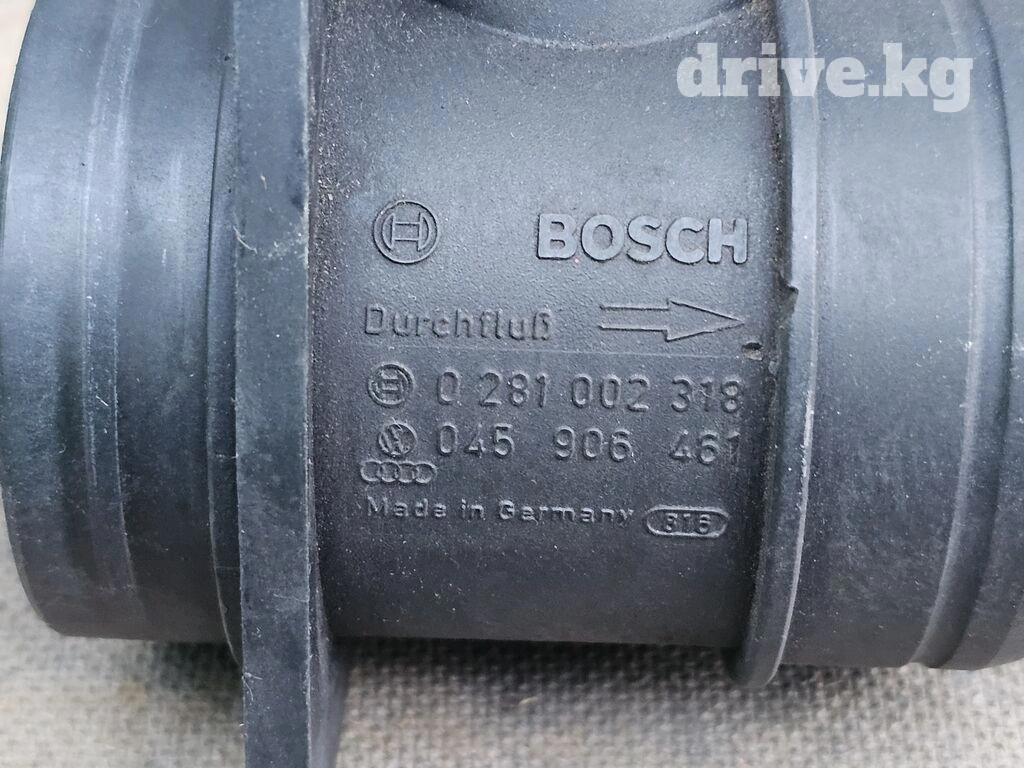 drive.kg
BOSCH
Durchfluß
0 281 002 318
045 906 461
Made in Germany 816